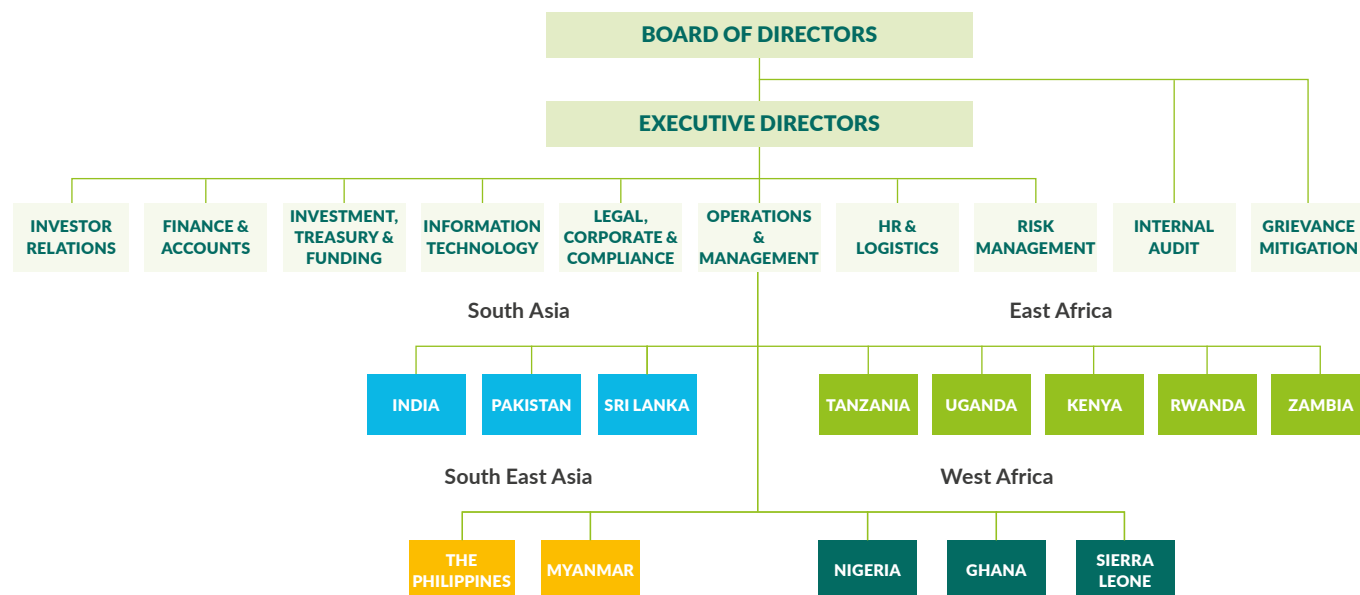 BOARD OF DIRECTORS
EXECUTIVE DIRECTORS
INVESTOR
RELATIONS
FINANCE &
ACCOUNTS
INVESTMENT,
TREASURY &
FUNDING
INFORMATION
TECHNOLOGY
LEGAL,
CORPORATE &
COMPLIANCE
OPERATIONS
&
MANAGEMENT
HR &
LOGISTICS
RISK
MANAGEMENT
INTERNAL
AUDIT
GRIEVANCE
MITIGATION
South Asia
East Africa
INDIA
PAKISTAN
SRI LANKA
TANZANIA
UGANDA
KENYA
RWANDA
ZAMBIA
South East Asia
West Africa
THE
PHILIPPINES
MYANMAR
NIGERIA
GHANA
SIERRA
LEONE